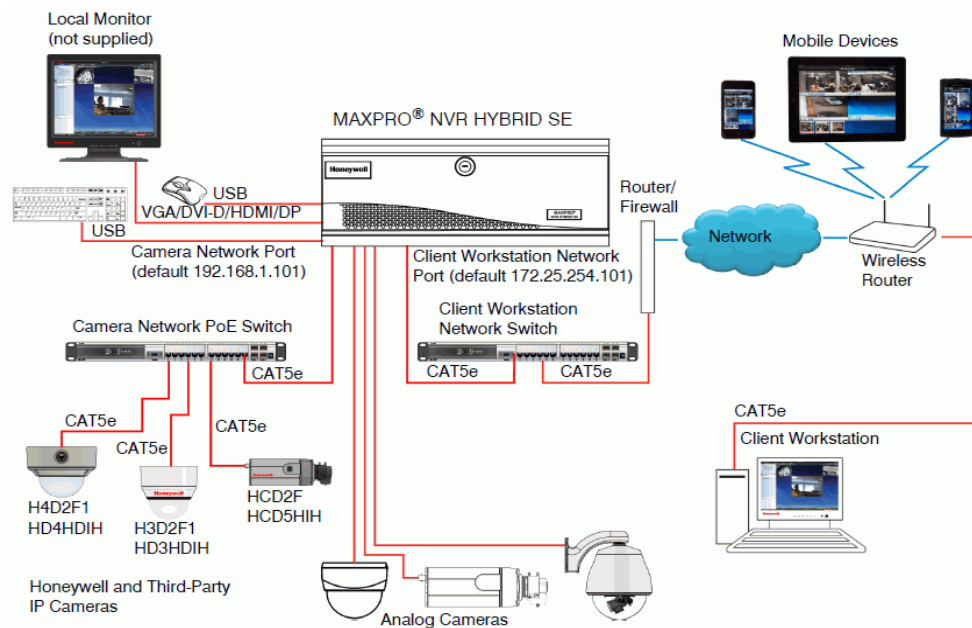 Local Monitor
(not supplied)
Mobile Devices
MAXPRO® NVR HYBRID SE
Honeywell
USB
VGA/DVI-D/HDMI/DP
USB
Router/
Firewall
Network
Wireless
Router
Camera Network Port
(default 192.168.1.101)
Client Workstation Network
Port (default 172.25.254.101)
Client Workstation
Network Switch
Camera Network PoE Switch
CAT5e
CAT5e
CAT5e
CAT5e
CAT5e
CAT5e
CAT5e
Client Workstation
H4D2F1
HD4HDIH
Honeywell
H3D2F1
HD3HDIH
HCD2F
HCD5HIH
Honeywell and Third-Party
IP Cameras
Analog Cameras